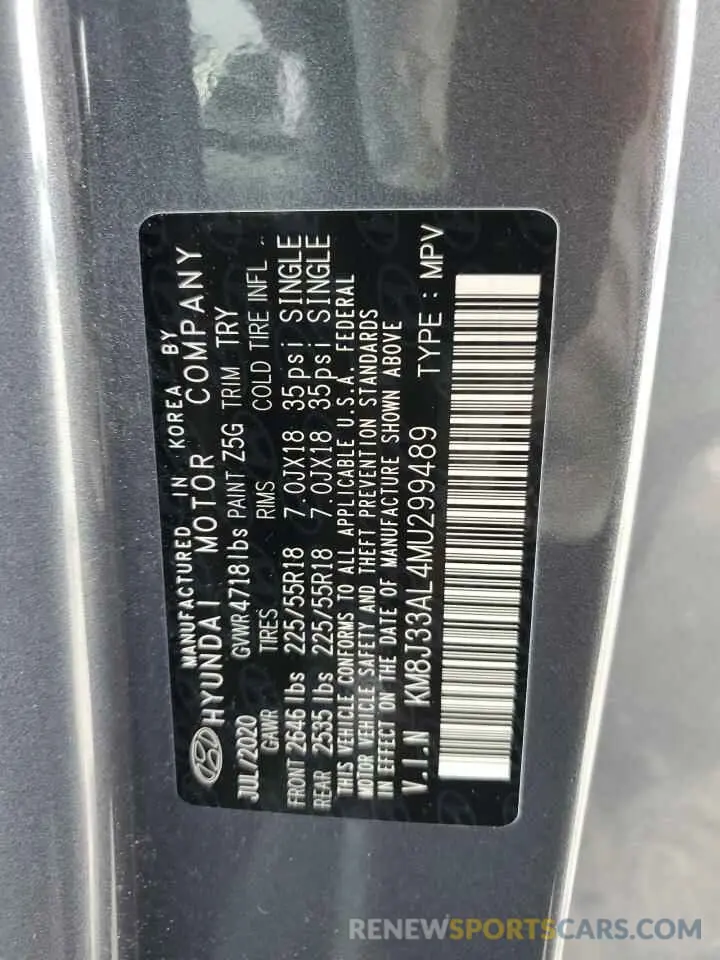 MANUFACTURED IN KOREA BY
HYUNDAI MOTOR COMPANY
JUL/2020 GVWR 4718 lbs PAINT Z5G TRIM TRY
GAWR TIRES RIMS COLD TIRE INFL
FRONT 2646 lbs 225/55R18 7.0JX18 35psi SINGLE
REAR 2535 lbs 225/55R18 7.0JX18 35psi SINGLE
THIS VEHICLE CONFORMS TO ALL APPLICABLE U.S.A. FEDERAL
MOTOR VEHICLE SAFETY AND THEFT PREVENTION STANDARDS
IN EFFECT ON THE DATE OF MANUFACTURE SHOWN ABOVE
V.I.N KM8J33AL4MU299489 TYPE : MPV
RENEWSPORTSCARS.COM